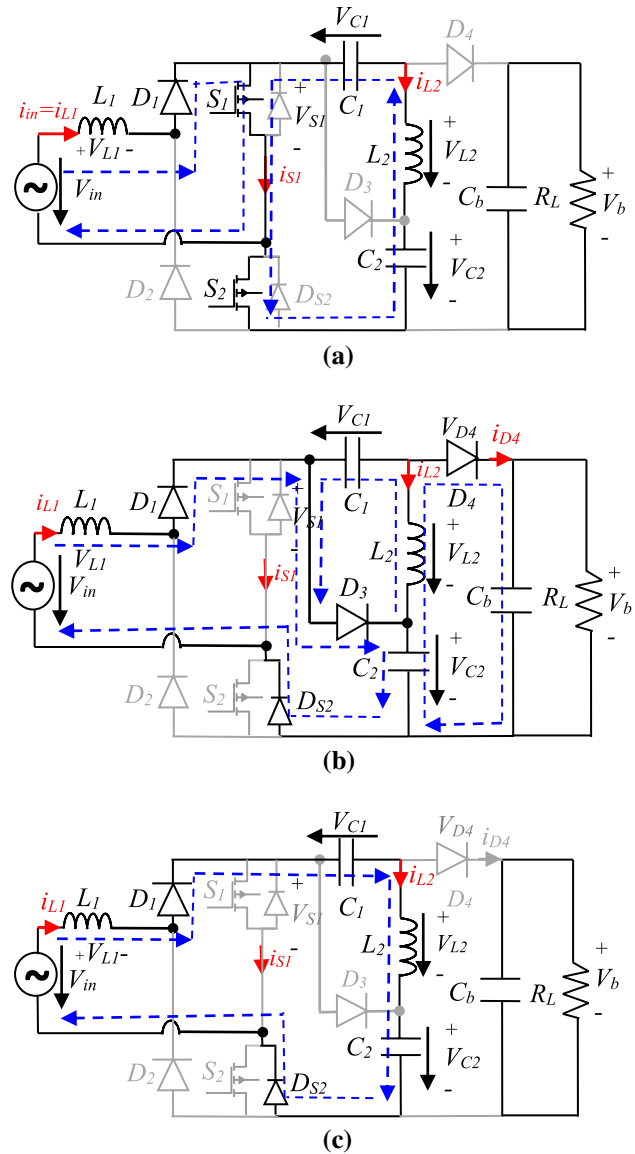 V_C1
D_4
C_1
i_L2
i_in=i_L1
L_1
D_1
S_1
+
V_S1
-
+V_L1-
V_in
i_S1
L_2
+
V_L2
-
D_3
C_b
R_L
+
V_b
-
D_2
S_2
D_S2
C_2
+
V_C2
-
(a)
V_C1
V_D4
i_D4
C_1
i_L2
D_4
i_L1
L_1
D_1
S_1
+
V_S1
-
V_L1
V_in
i_S1
L_2
+
V_L2
-
D_3
C_b
R_L
+
V_b
-
D_2
S_2
D_S2
C_2
+
V_C2
-
(b)
V_C1
V_D4
i_D4
C_1
i_L2
D_4
i_L1
L_1
D_1
S_1
+
V_S1
-
+V_L1-
V_in
i_S1
L_2
+
V_L2
-
D_3
C_b
R_L
+
V_b
-
D_2
S_2
D_S2
C_2
+
V_C2
-
(c)